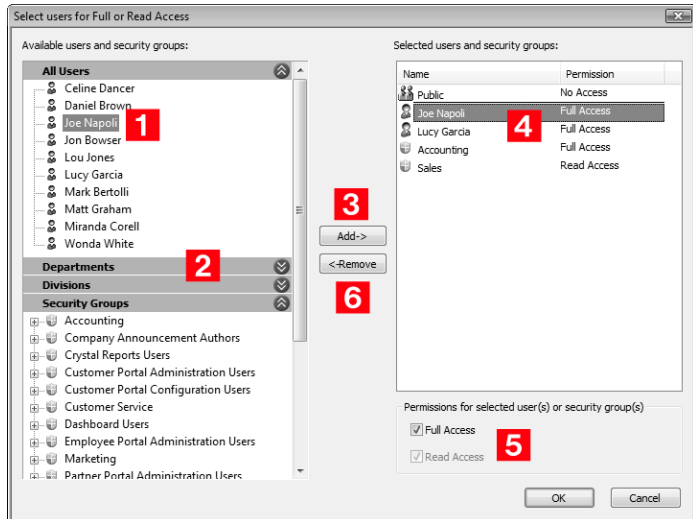 Select users for Full or Read Access
Available users and security groups:
All Users
Celine Dancer
Daniel Brown
Joe Napoli
1
Jon Bowser
Lou Jones
Lucy Garcia
Mark Bertolli
Matt Graham
Miranda Corell
Wonda White
Departments
2
Divisions
Security Groups
Accounting
Company Announcement Authors
Crystal Reports Users
Customer Portal Administration Users
Customer Portal Configuration Users
Customer Service
Dashboard Users
Employee Portal Administration Users
Marketing
Partner Portal Administration Users
3
Add->
<-Remove
6
Selected users and security groups:
Name Permission
Public No Access
Joe Napoli 4 Full Access
Lucy Garcia Full Access
Accounting Full Access
Sales Read Access
Permissions for selected user(s) or security group(s)
Full Access
5
Read Access
OK Cancel